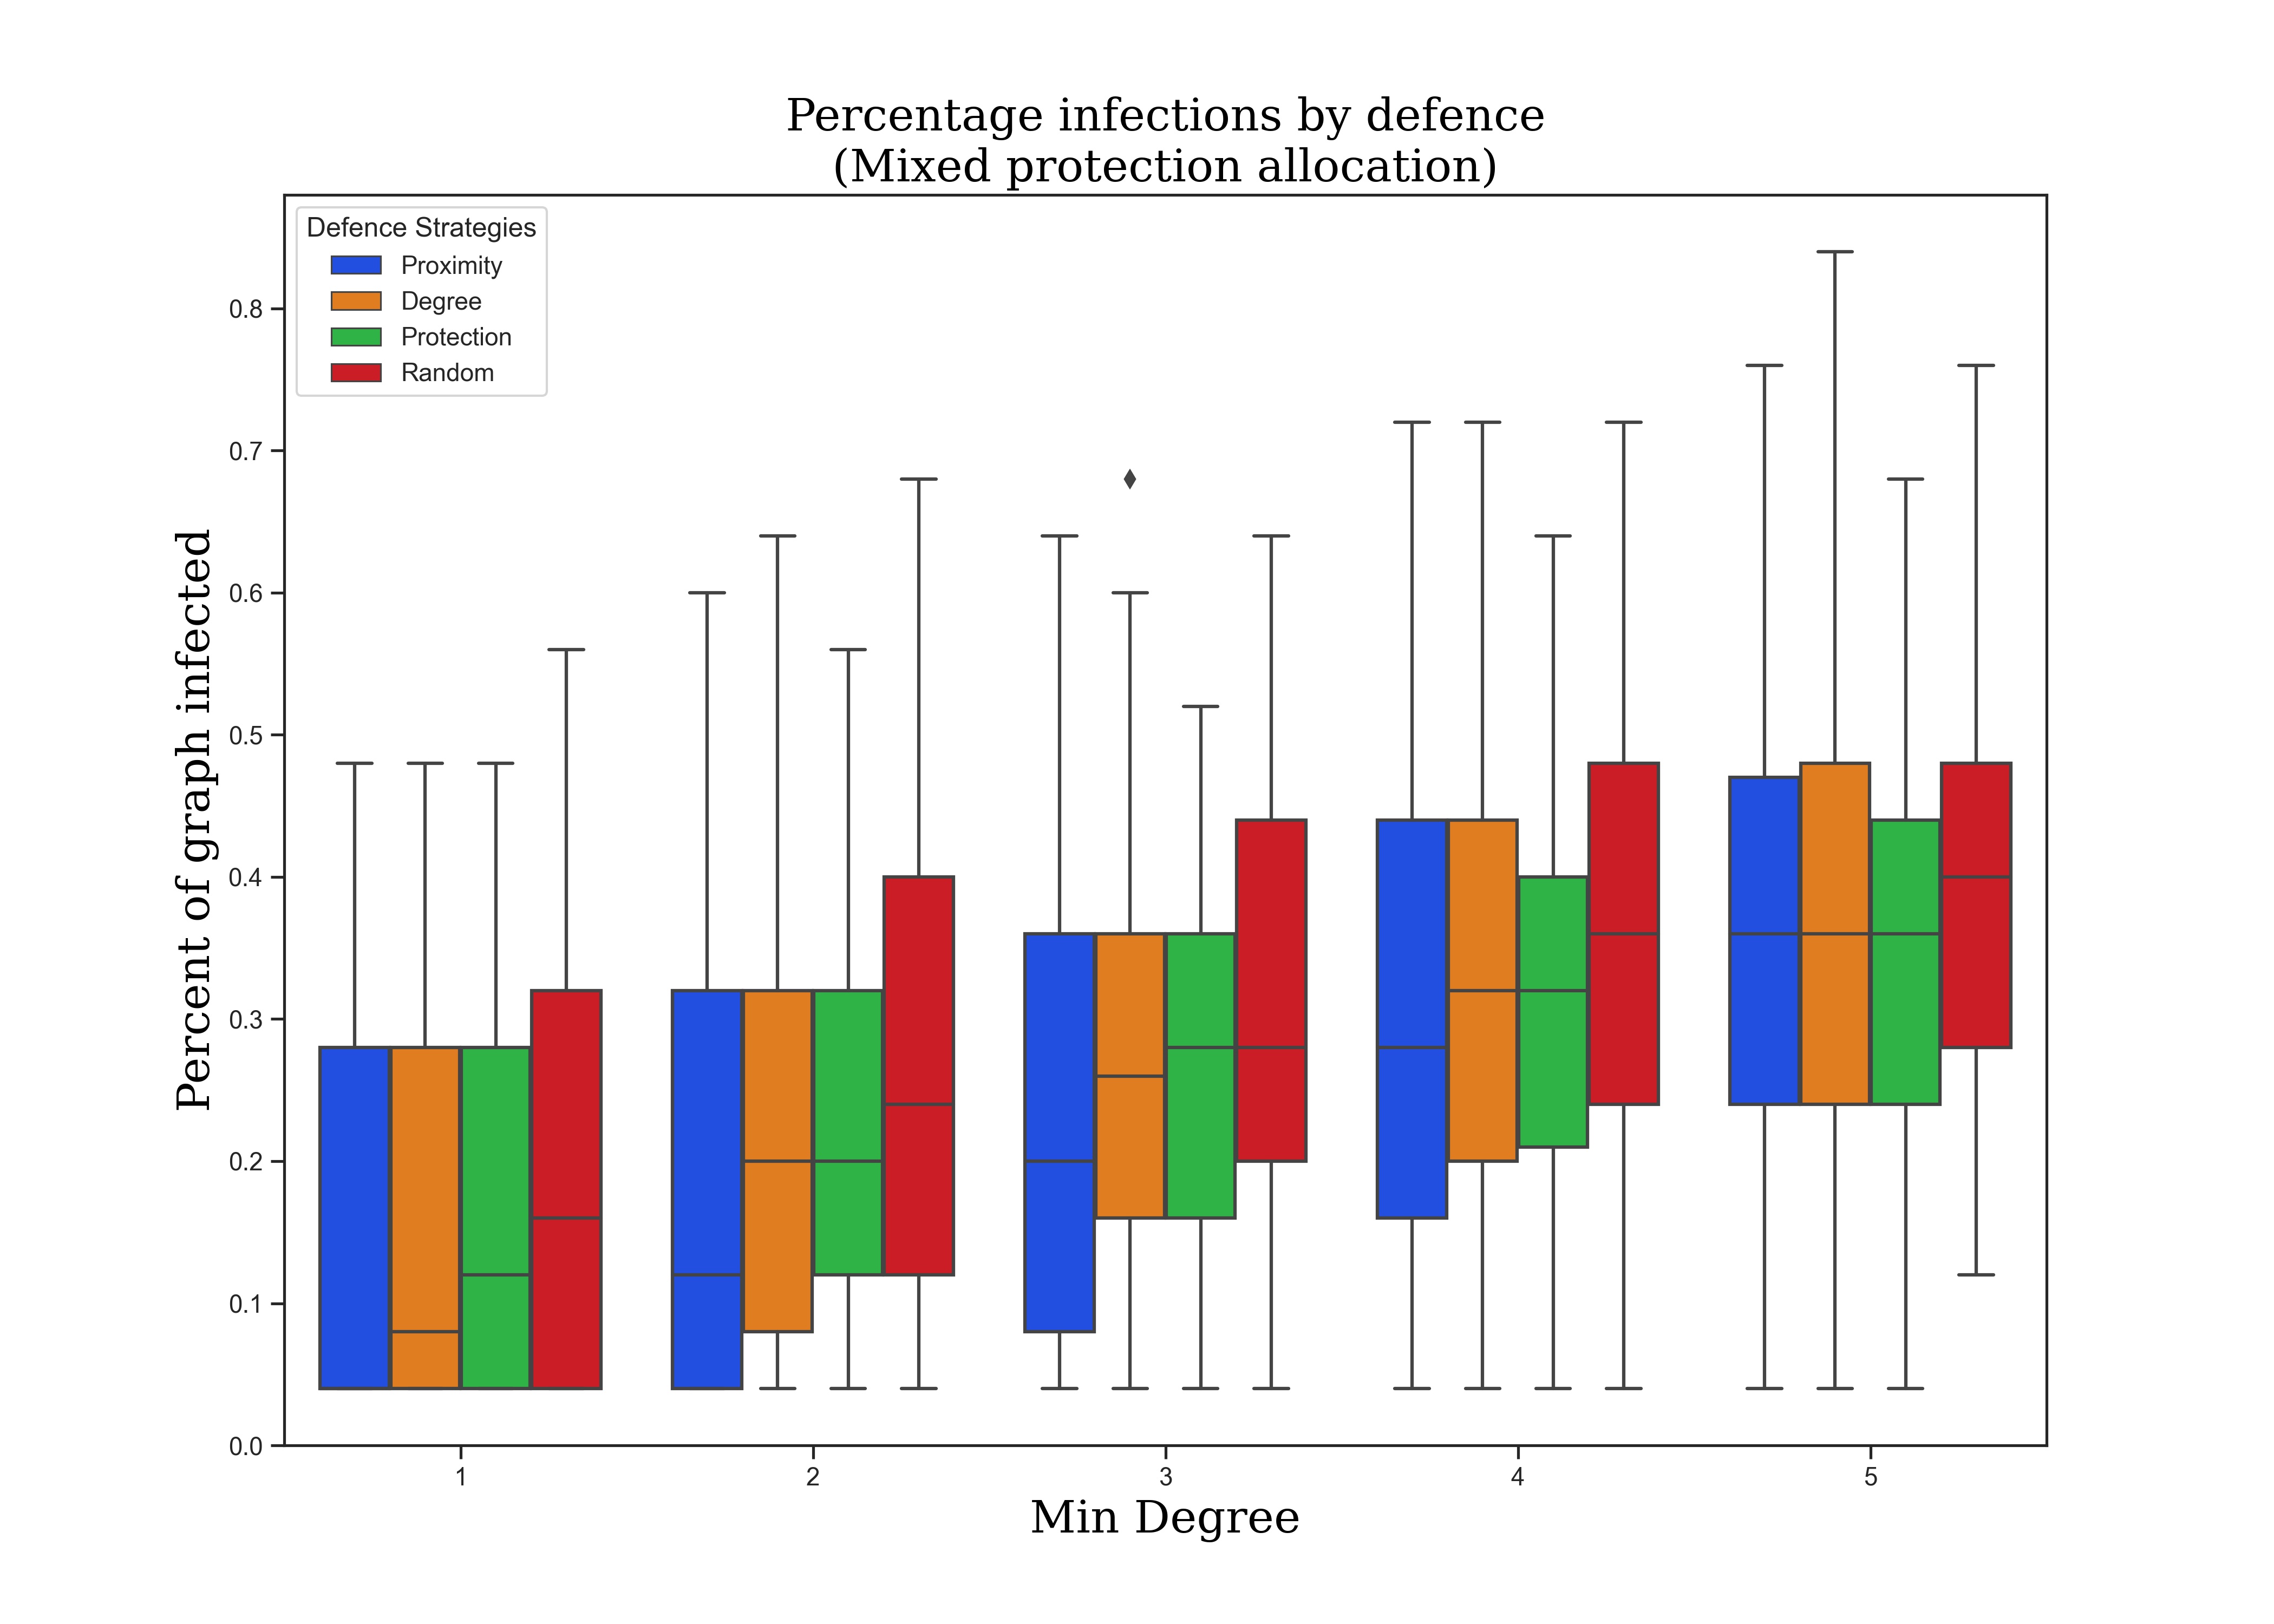 Percentage infections by defence
(Mixed protection allocation)
Defence Strategies
Proximity
Degree
Protection
Random
Percent of graph infected
0.8
0.7
0.6
0.5
0.4
0.3
0.2
0.1
0.0
1 2 3 4 5
Min Degree